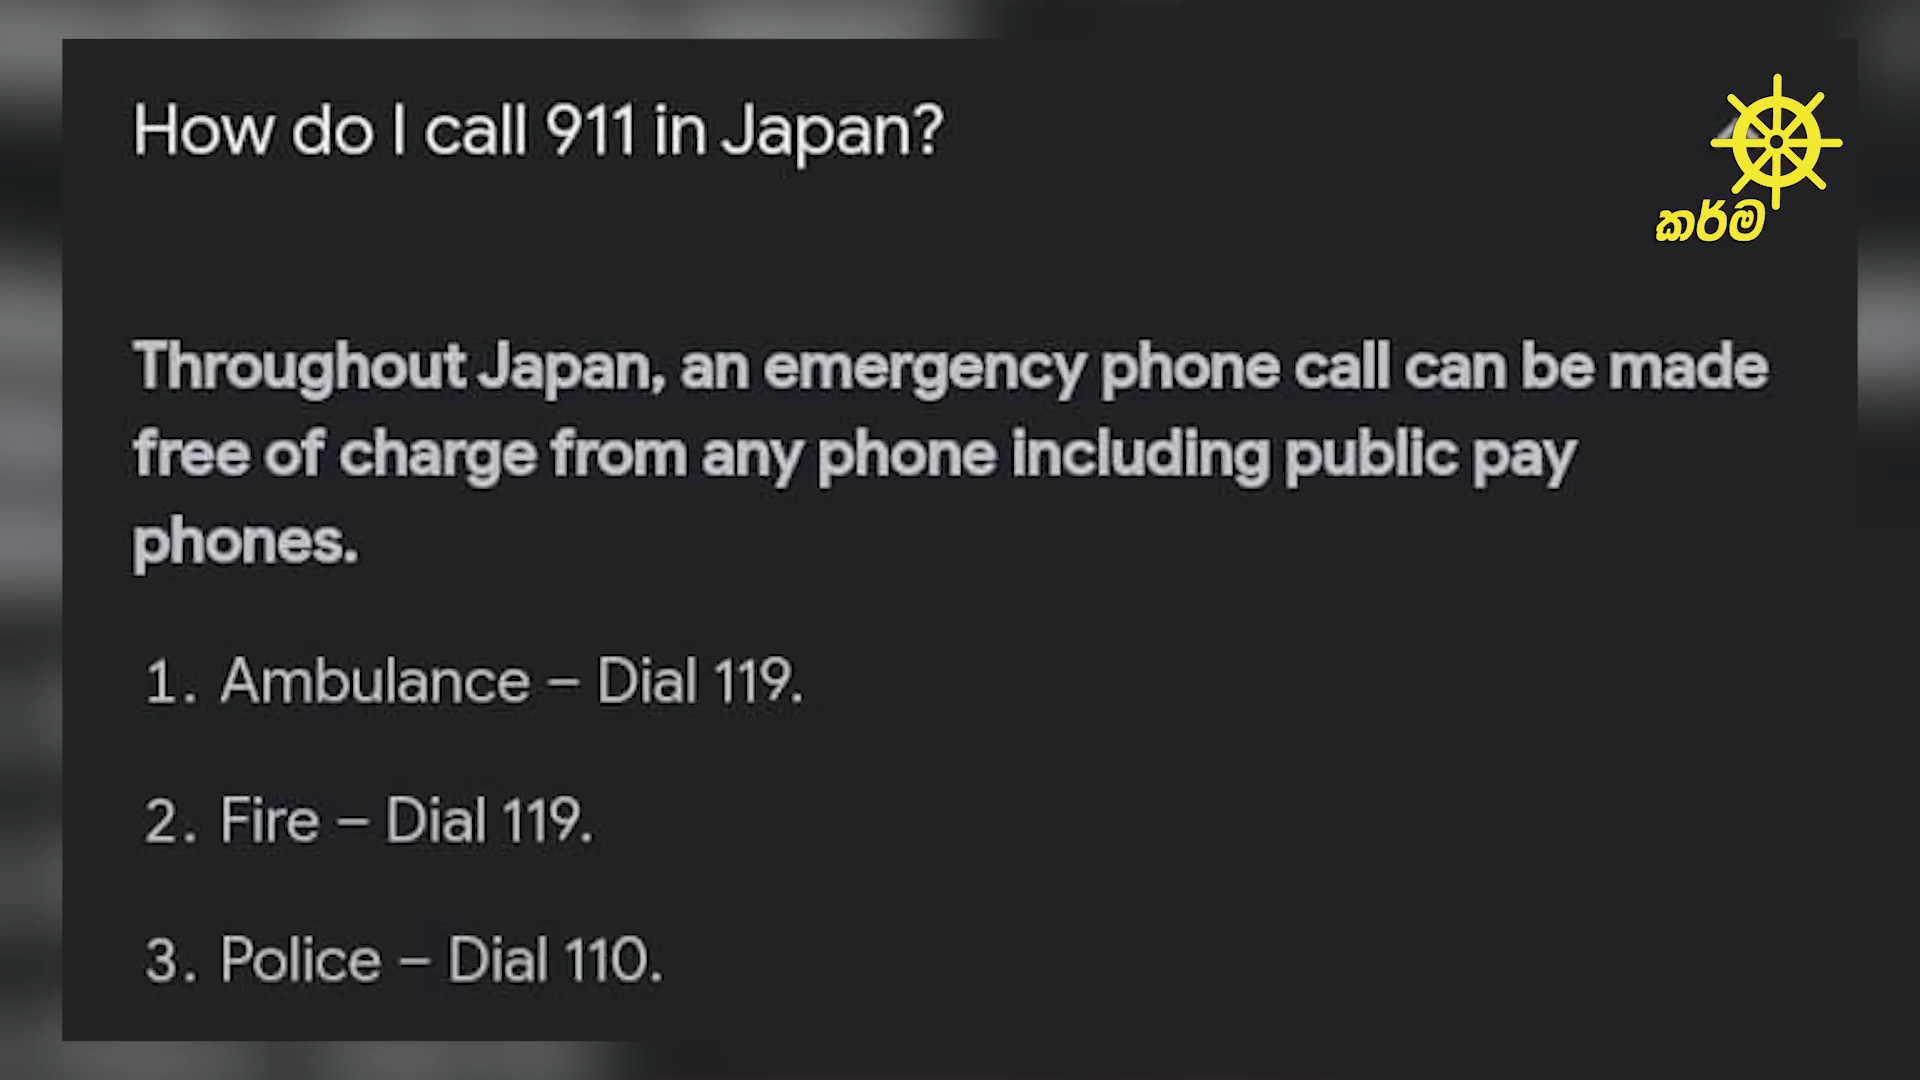 How do I call 911 in Japan?
කර්ම
Throughout Japan, an emergency phone call can be made
free of charge from any phone including public pay
phones.
1. Ambulance – Dial 119.
2. Fire – Dial 119.
3. Police – Dial 110.